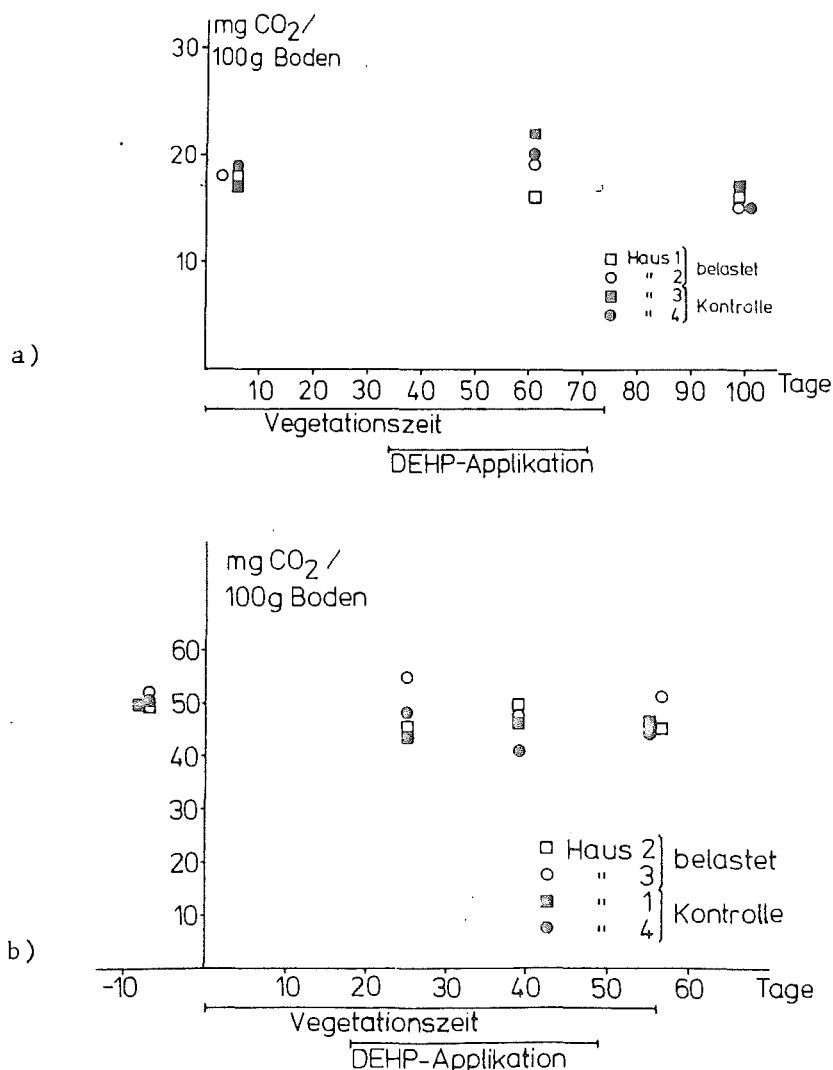 mg CO2/
100g Boden
30
20
10
□ Haus 1
○ " 2
belastet
■ " 3
● " 4
Kontrolle
a)
10 20 30 40 50 60 70 80 90 100 Tage
Vegetationszeit
DEHP-Applikation
mg CO2 /
100g Boden
60
50
40
30
20
10
□ Haus 2
○ " 3
belastet
■ " 1
● " 4
Kontrolle
b)
-10 10 20 30 40 50 60 Tage
Vegetationszeit
DEHP-Applikation